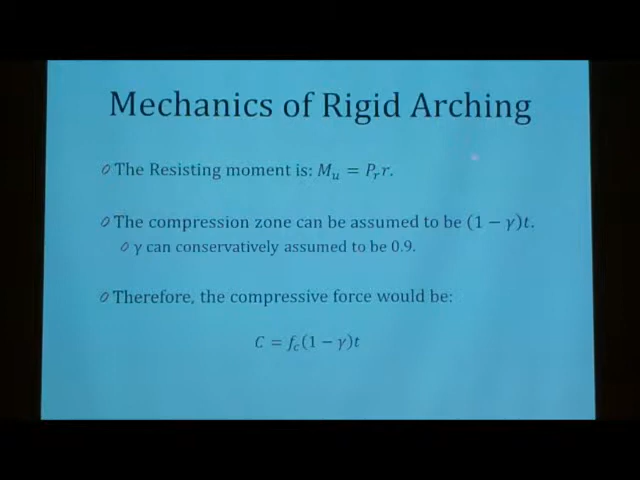 Mechanics of Rigid Arching
The Resisting moment is: Mᵤ = Pᵣr.
The compression zone can be assumed to be (1 − γ)t.
γ can conservatively assumed to be 0.9.
Therefore, the compressive force would be:
C = f_c(1 − γ)t